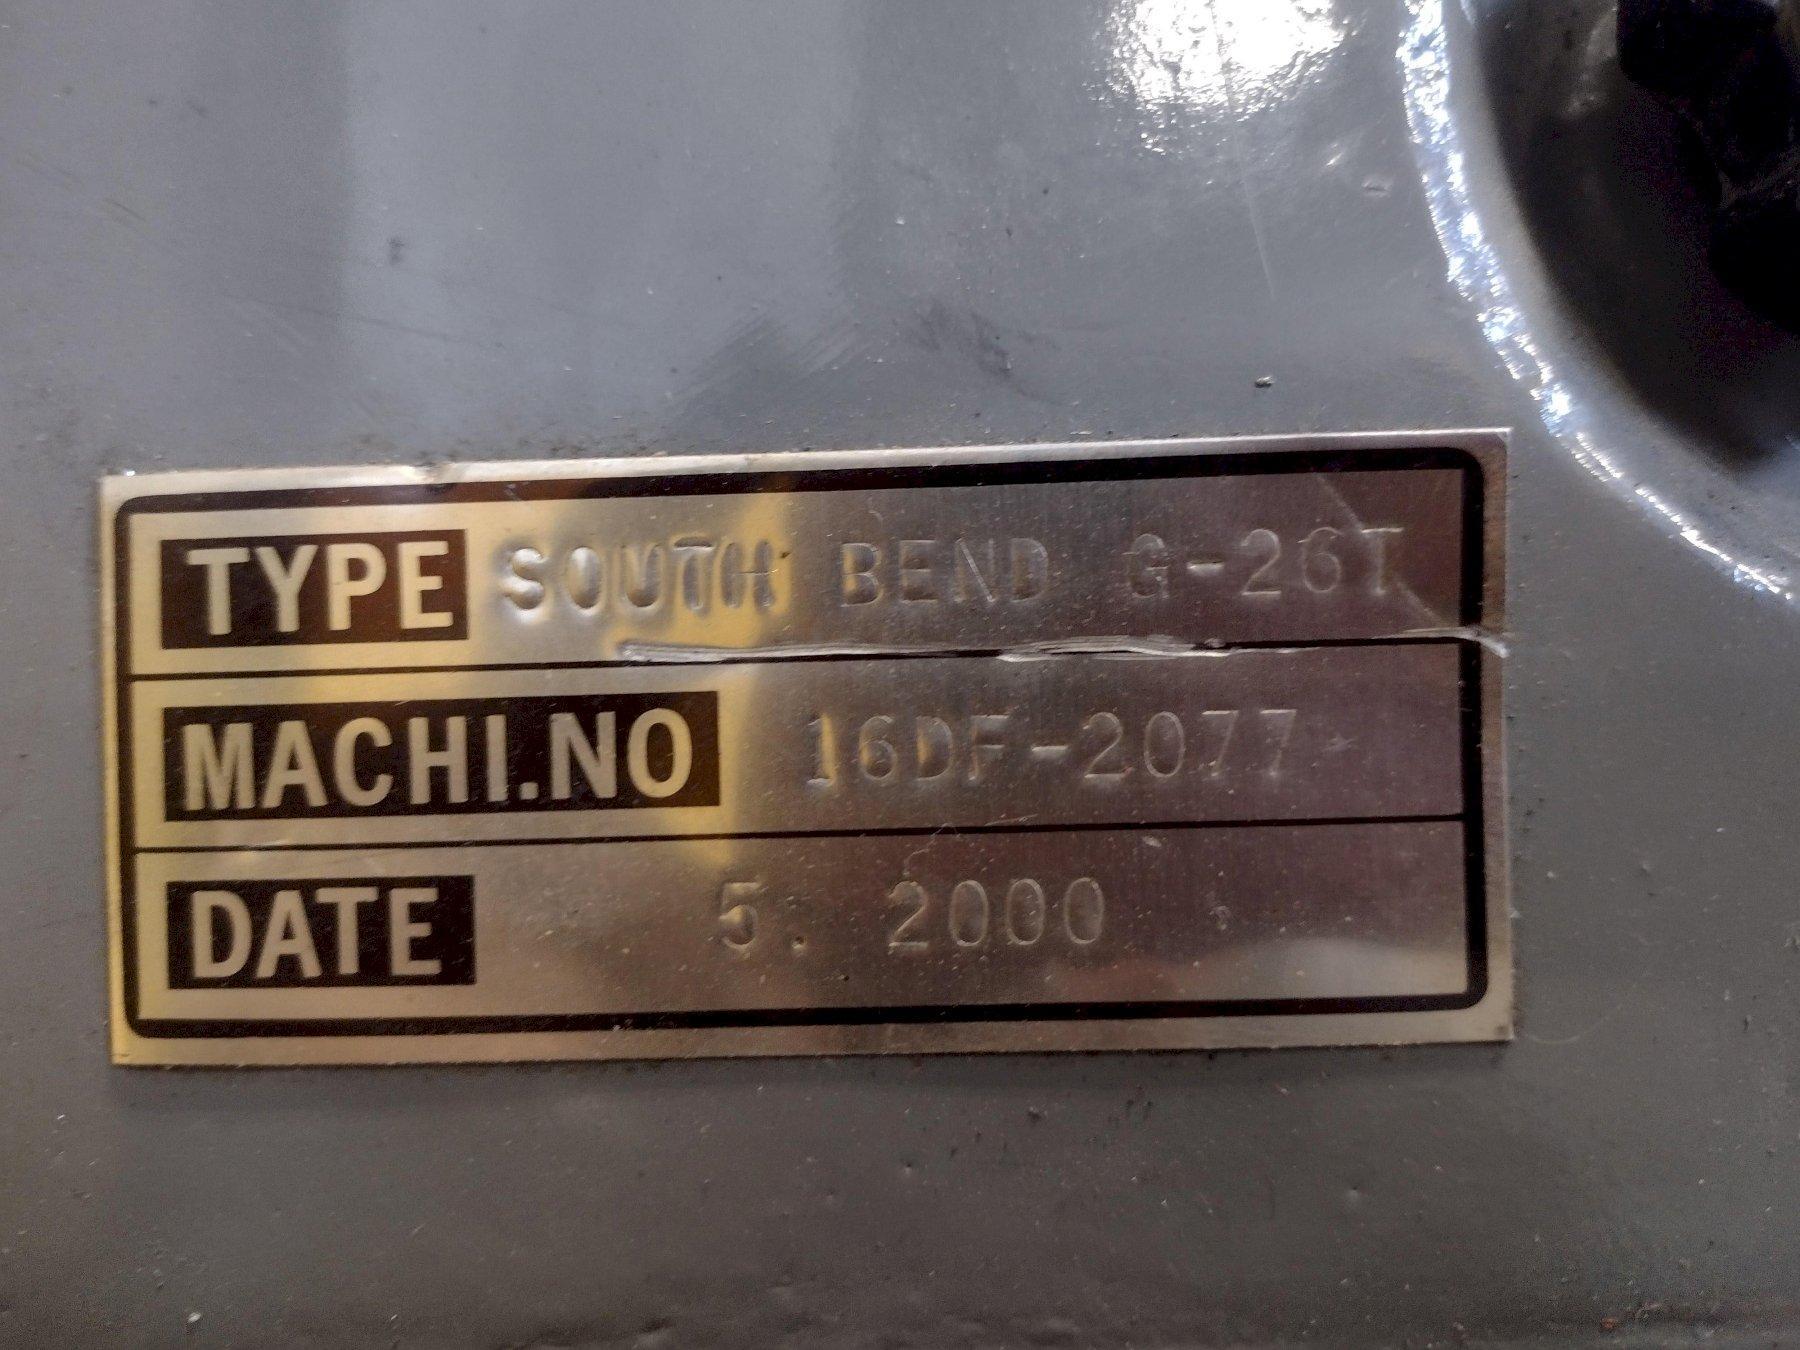 TYPE SOUTH BEND G-26T
MACHI.NO 16DF-2077
DATE 5. 2000